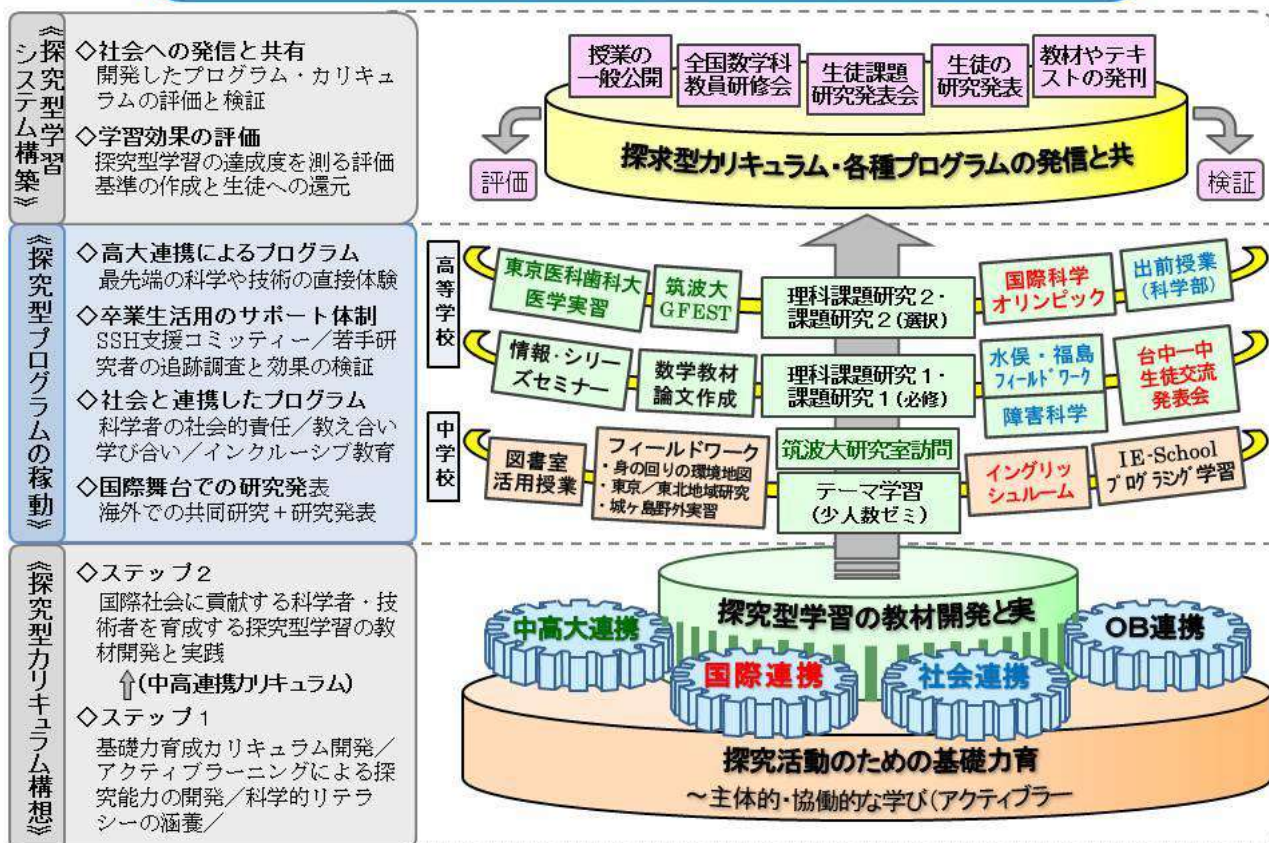 《探究型学習
システム構築》
◇社会への発信と共有
開発したプログラム・カリキュ
ラムの評価と検証
◇学習効果の評価
探究型学習の達成度を測る評価
基準の作成と生徒への還元
授業の
一般公開
全国数学科
教員研修会
生徒課題
研究発表会
生徒の
研究発表
教材やテキ
ストの発刊
探求型カリキュラム・各種プログラムの発信と共
評価
検証
《探究型プログラムの稼動》
◇高大連携によるプログラム
最先端の科学や技術の直接体験
◇卒業生活用のサポート体制
SSH支援コミッティー/若手研
究者の追跡調査と効果の検証
◇社会と連携したプログラム
科学者の社会的責任/教え合い
学び合い/インクルーシブ教育
◇国際舞台での研究発表
海外での共同研究+研究発表
高等学校
東京医科歯科大
医学実習
筑波大
GFEST
理科課題研究2・
課題研究2(選択)
国際科学
オリンピック
出前授業
(科学部)
情報・シリー
ズセミナー
数学教材
論文作成
理科課題研究1・
課題研究1(必修)
水俣・福島
フィールドワーク
障害科学
台中一中
生徒交流
発表会
中学校
図書室
活用授業
フィールドワーク
・身の回りの環境地図
・東京/東北地域研究
・城ヶ島野外実習
筑波大研究室訪問
テーマ学習
(少人数ゼミ)
イングリッ
シュルーム
IE-School
プログラミング学習
《探究型カリキュラム構想》
◇ステップ2
国際社会に貢献する科学者・技
術者を育成する探究型学習の教
材開発と実践
(中高連携カリキュラム)
◇ステップ1
基礎力育成カリキュラム開発/
アクティブラーニングによる探
究能力の開発/科学的リテラ
シーの涵養/
探究型学習の教材開発と実
中高大連携
国際連携
社会連携
OB連携
探究活動のための基礎力育
~主体的・協働的な学び(アクティブラー